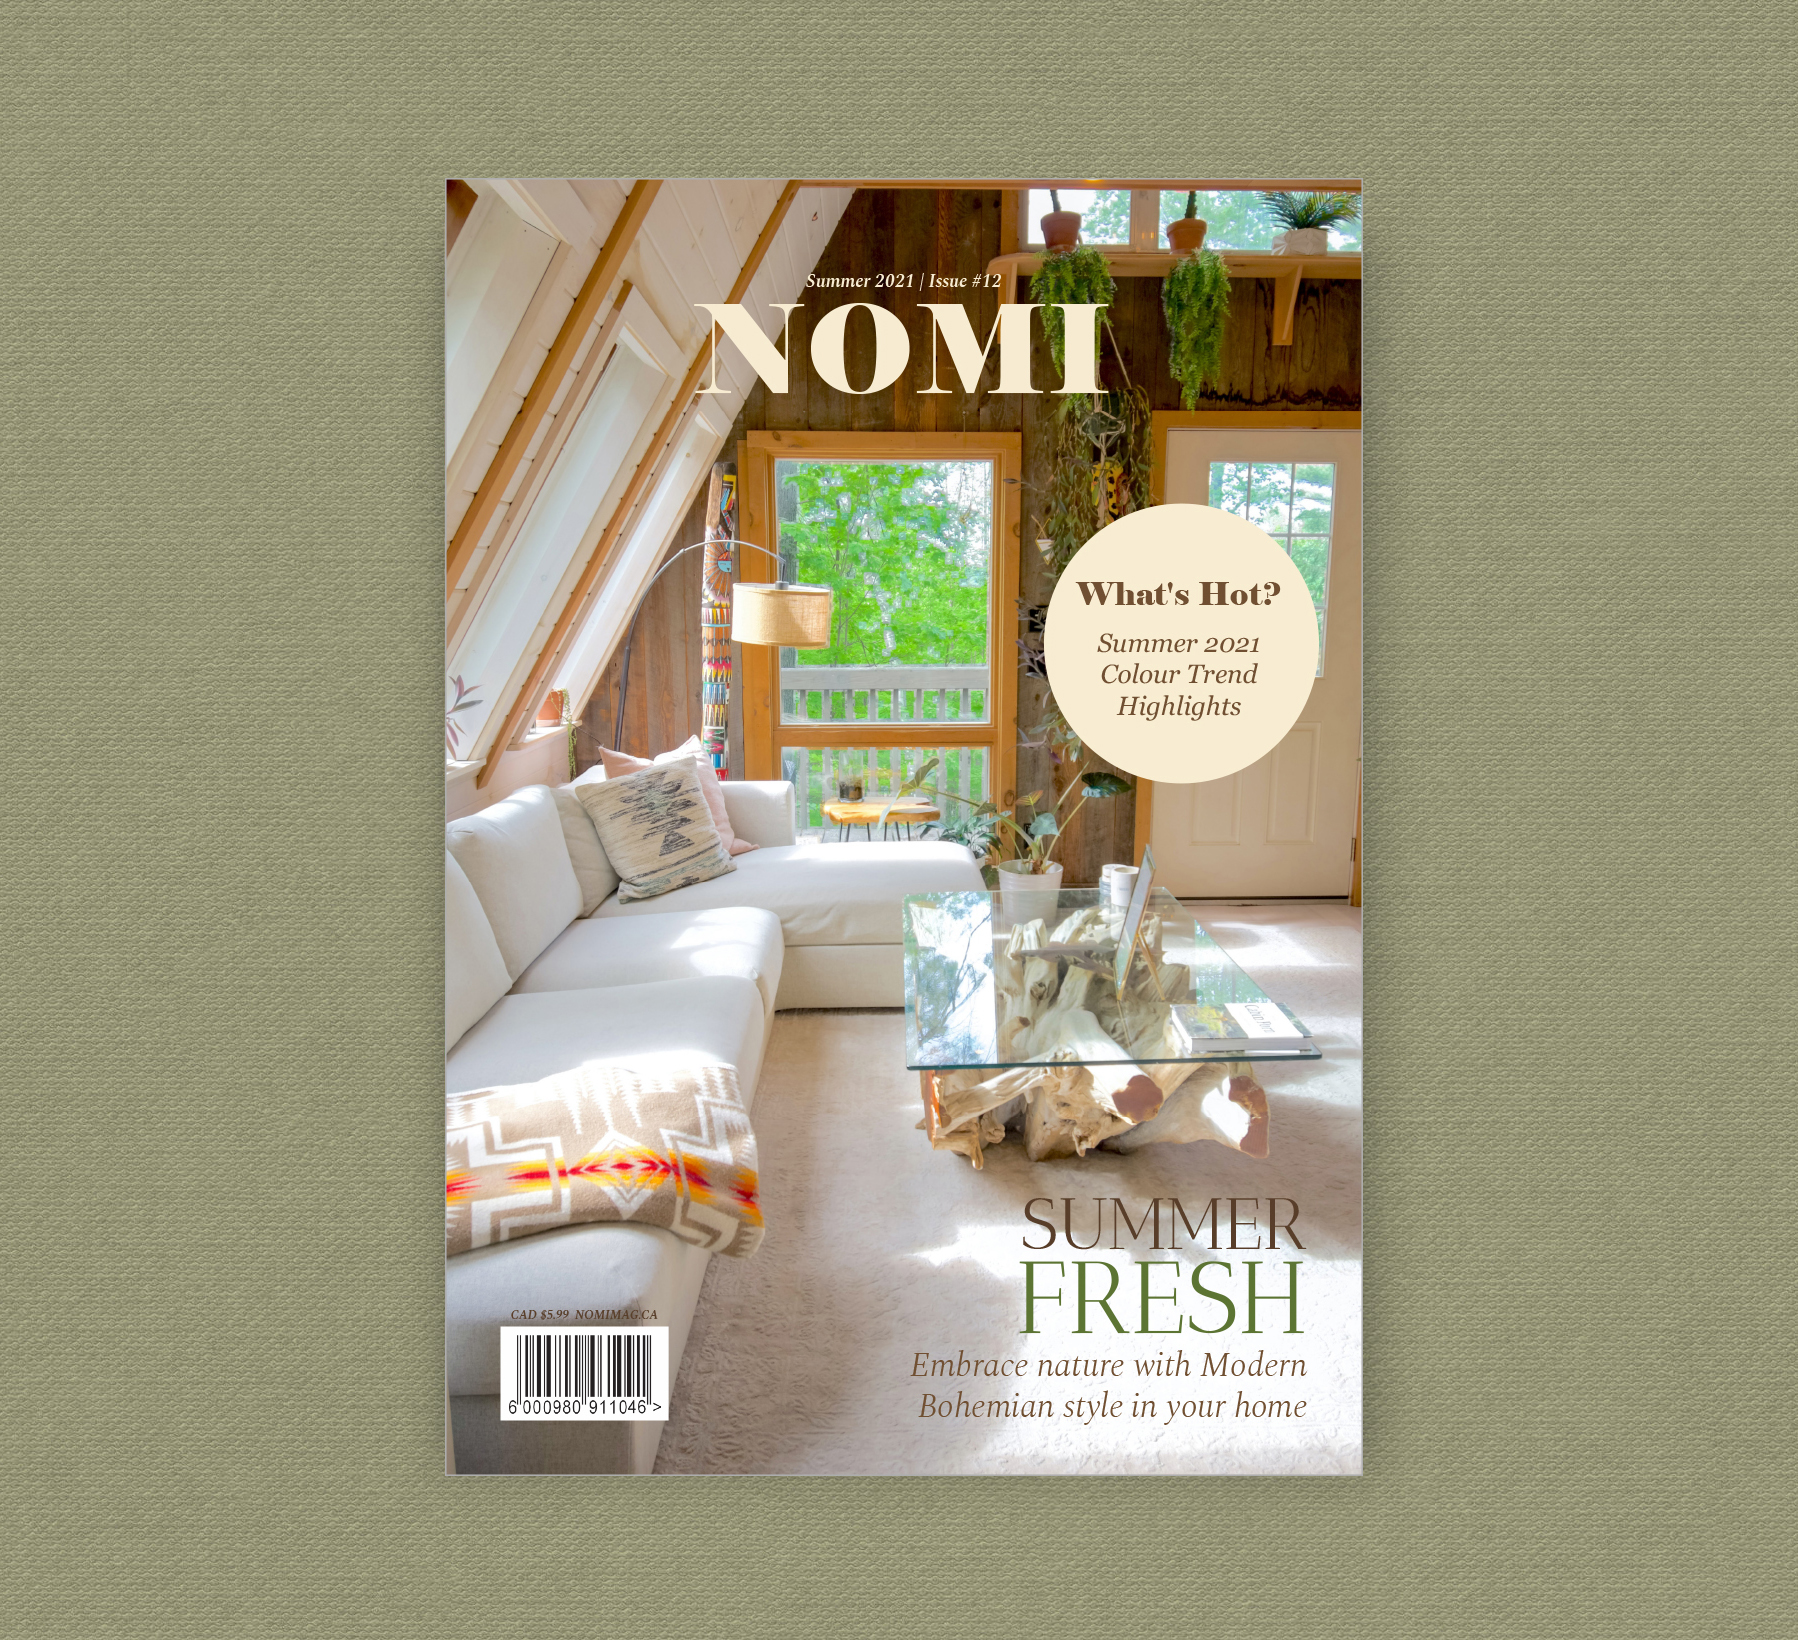 Summer 2021 | Issue #12
NOMI
What's Hot?
Summer 2021
Colour Trend
Highlights
SUMMER
FRESH
Embrace nature with Modern
Bohemian style in your home
CAD $5.99 NOMIMAG.CA
6 000980 911046 >